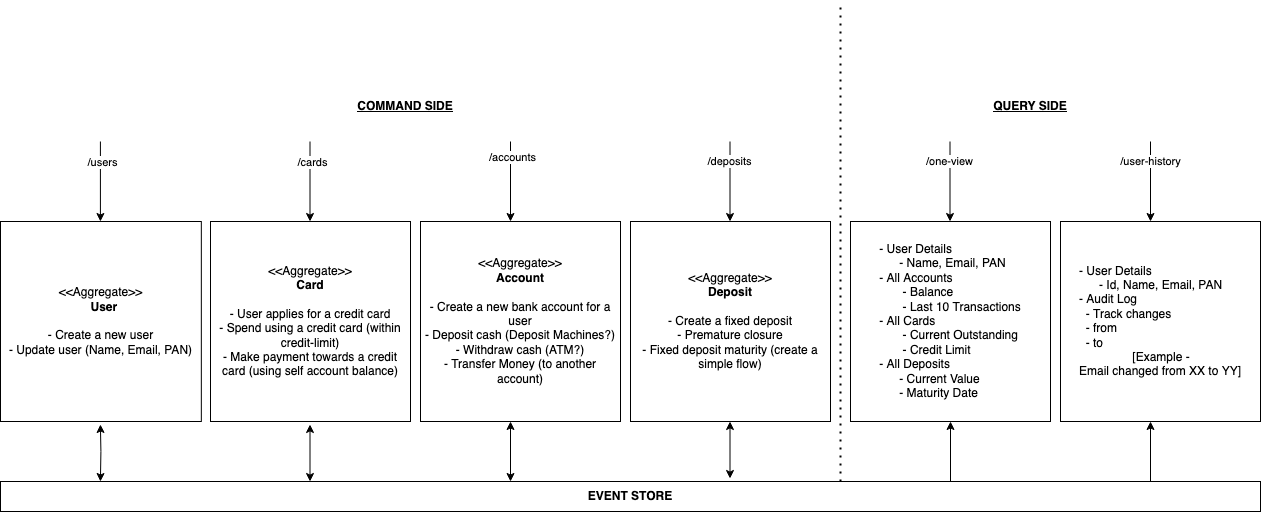 COMMAND SIDE
QUERY SIDE
/users
/cards
/accounts
/deposits
/one-view
/user-history
<<Aggregate>>
User
- Create a new user
- Update user (Name, Email, PAN)
<<Aggregate>>
Card
- User applies for a credit card
- Spend using a credit card (within
credit-limit)
- Make payment towards a credit
card (using self account balance)
<<Aggregate>>
Account
- Create a new bank account for a
user
- Deposit cash (Deposit Machines?)
- Withdraw cash (ATM?)
- Transfer Money (to another
account)
<<Aggregate>>
Deposit
- Create a fixed deposit
- Premature closure
- Fixed deposit maturity (create a
simple flow)
- User Details
- Name, Email, PAN
- All Accounts
- Balance
- Last 10 Transactions
- All Cards
- Current Outstanding
- Credit Limit
- All Deposits
- Current Value
- Maturity Date
- User Details
- Id, Name, Email, PAN
- Audit Log
- Track changes
- from
- to
[Example -
Email changed from XX to YY]
EVENT STORE